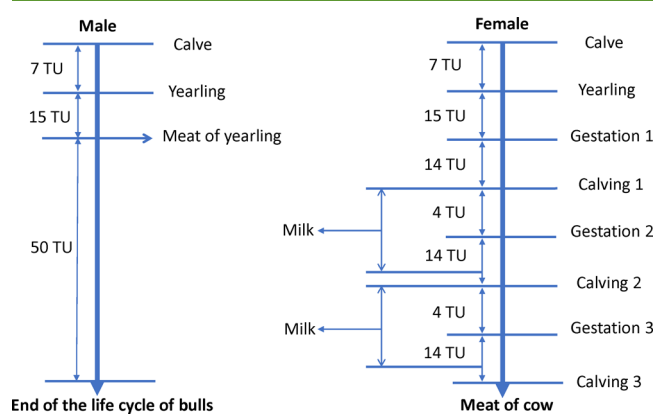 Male
Calve
7 TU
Yearling
15 TU
Meat of yearling
50 TU
End of the life cycle of bulls
Female
Calve
7 TU
Yearling
15 TU
Gestation 1
14 TU
Calving 1
4 TU
Gestation 2
Milk
14 TU
Calving 2
4 TU
Gestation 3
Milk
14 TU
Calving 3
Meat of cow